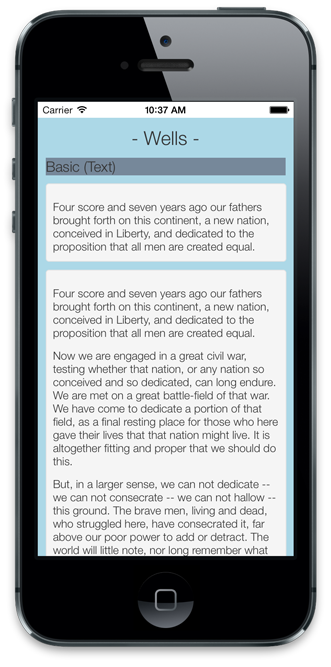 Carrier
10:37 AM
- Wells -
Basic (Text)
Four score and seven years ago our fathers
brought forth on this continent, a new nation,
conceived in Liberty, and dedicated to the
proposition that all men are created equal.
Four score and seven years ago our fathers
brought forth on this continent, a new nation,
conceived in Liberty, and dedicated to the
proposition that all men are created equal.
Now we are engaged in a great civil war,
testing whether that nation, or any nation so
conceived and so dedicated, can long endure.
We are met on a great battle-field of that war.
We have come to dedicate a portion of that
field, as a final resting place for those who here
gave their lives that that nation might live. It is
altogether fitting and proper that we should do
this.
But, in a larger sense, we can not dedicate --
we can not consecrate -- we can not hallow --
this ground. The brave men, living and dead,
who struggled here, have consecrated it, far
above our poor power to add or detract. The
world will little note, nor long remember what